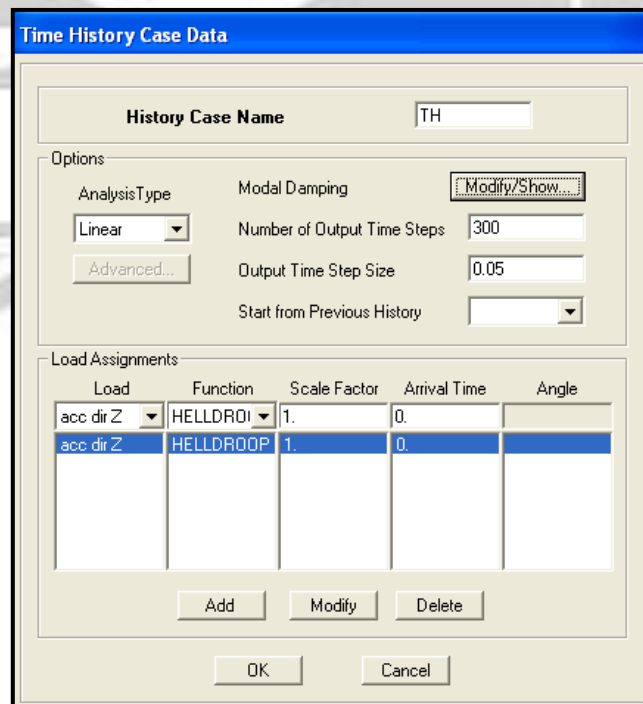 Time History Case Data
History Case Name TH
Options
AnalysisType Modal Damping Modify/Show...
Linear Number of Output Time Steps 300
Advanced... Output Time Step Size 0.05
Start from Previous History
Load Assignments
Load Function Scale Factor Arrival Time Angle
acc dir Z HELLDRO( 1. 0.
acc dir Z HELLDROOP 1. 0.
Add Modify Delete
OK Cancel